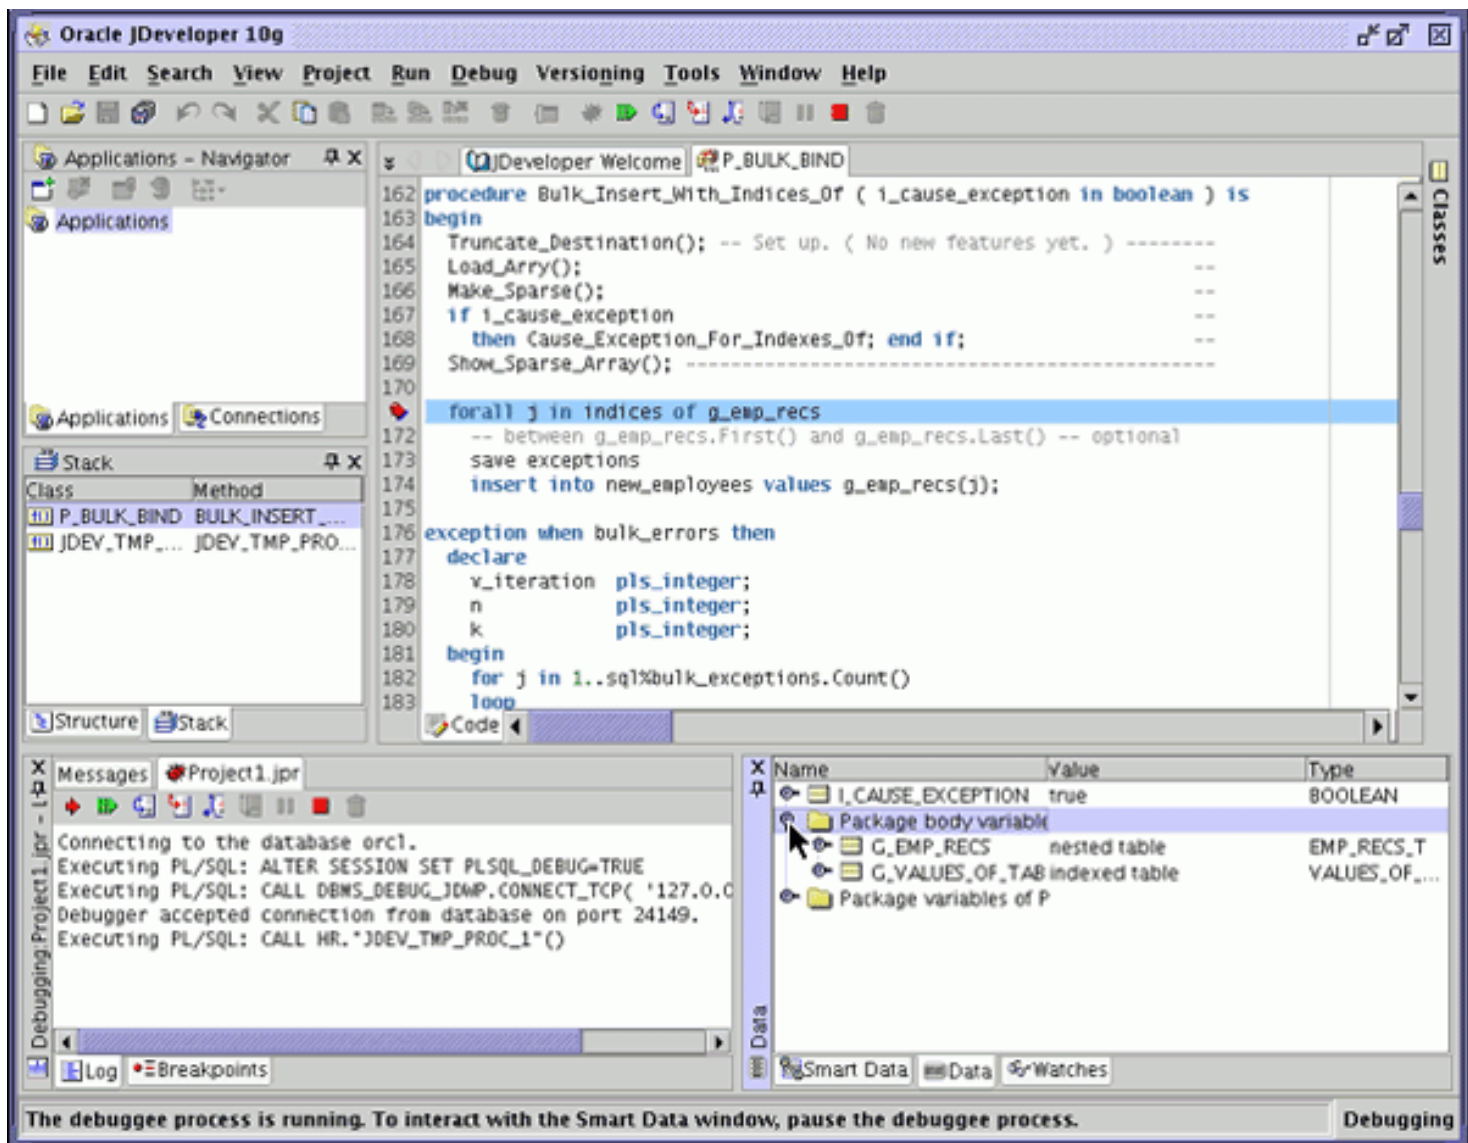 Oracle JDeveloper 10g
File Edit Search View Project Run Debug Versioning Tools Window Help
Applications - Navigator
Applications
Applications Connections
Stack
Class Method
P_BULK_BIND BULK_INSERT_...
JDEV_TMP_... JDEV_TMP_PRO...
Structure Stack
JDeveloper Welcome P_BULK_BIND
162 procedure Bulk_Insert_With_Indices_Of ( i_cause_exception in boolean ) is
163 begin
164 Truncate_Destination(); -- Set up. ( No new features yet. ) --------
165 Load_Arry(); --
166 Make_Sparse(); --
167 if i_cause_exception --
168 then Cause_Exception_For_Indexes_Of; end if; --
169 Show_Sparse_Array(); -----------------------------------------------
170
forall j in indices of g_emp_recs
172 -- between g_emp_recs.First() and g_emp_recs.Last() -- optional
173 save exceptions
174 insert into new_employees values g_emp_recs(j);
175
176 exception when bulk_errors then
177 declare
178 v_iteration pls_integer;
179 n pls_integer;
180 k pls_integer;
181 begin
182 for j in 1..sql%bulk_exceptions.Count()
183 loop
Code
Classes
Debugging:Project1.jpr - L
Messages Project1.jpr
Connecting to the database orcl.
Executing PL/SQL: ALTER SESSION SET PLSQL_DEBUG=TRUE
Executing PL/SQL: CALL DBMS_DEBUG_JDWP.CONNECT_TCP( '127.0.0
Debugger accepted connection from database on port 24149.
Executing PL/SQL: CALL HR."JDEV_TMP_PROC_1"()
Log Breakpoints
Data
Name Value Type
I_CAUSE_EXCEPTION true BOOLEAN
Package body variable
G_EMP_RECS nested table EMP_RECS_T
G_VALUES_OF_TAB indexed table VALUES_OF_...
Package variables of P
Smart Data Data Watches
The debuggee process is running. To interact with the Smart Data window, pause the debuggee process. Debugging